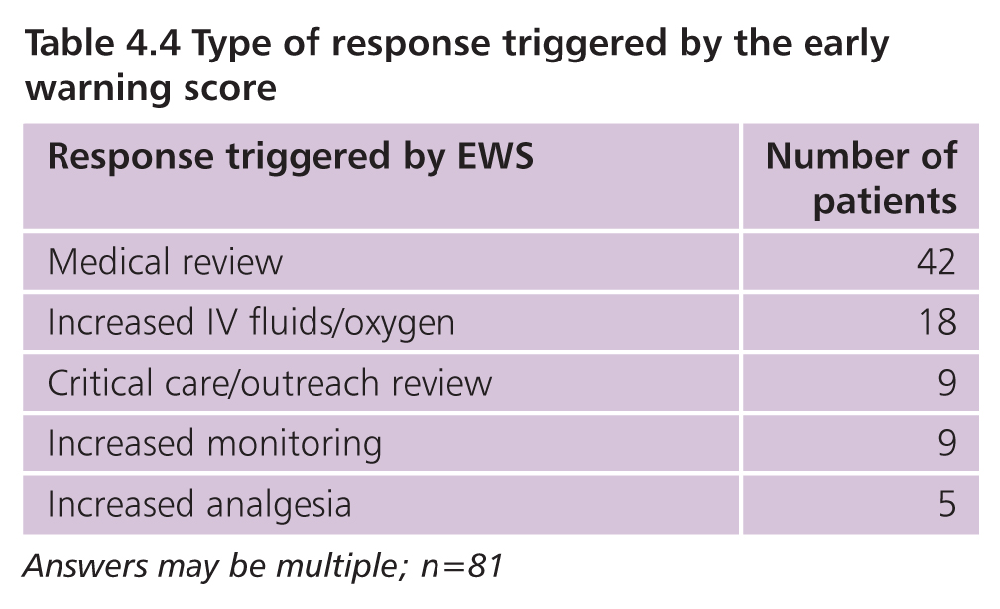 Table 4.4 Type of response triggered by the early
warning score
Response triggered by EWS Number of
patients
Medical review 42
Increased IV fluids/oxygen 18
Critical care/outreach review 9
Increased monitoring 9
Increased analgesia 5
Answers may be multiple; n=81